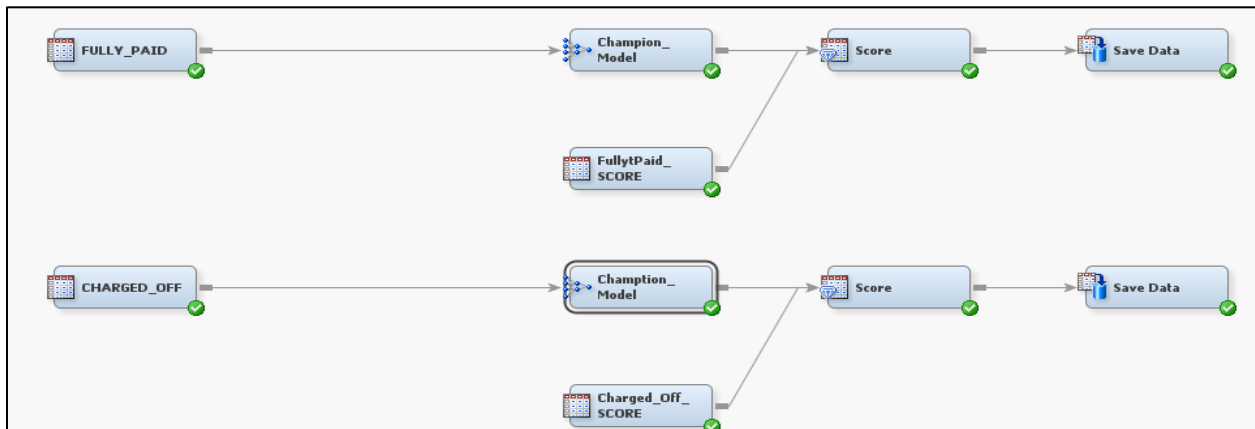 FULLY_PAID
Champion_
Model
Score
Save Data
FullytPaid_
SCORE
CHARGED_OFF
Chamption_
Model
Score
Save Data
Charged_Off_
SCORE